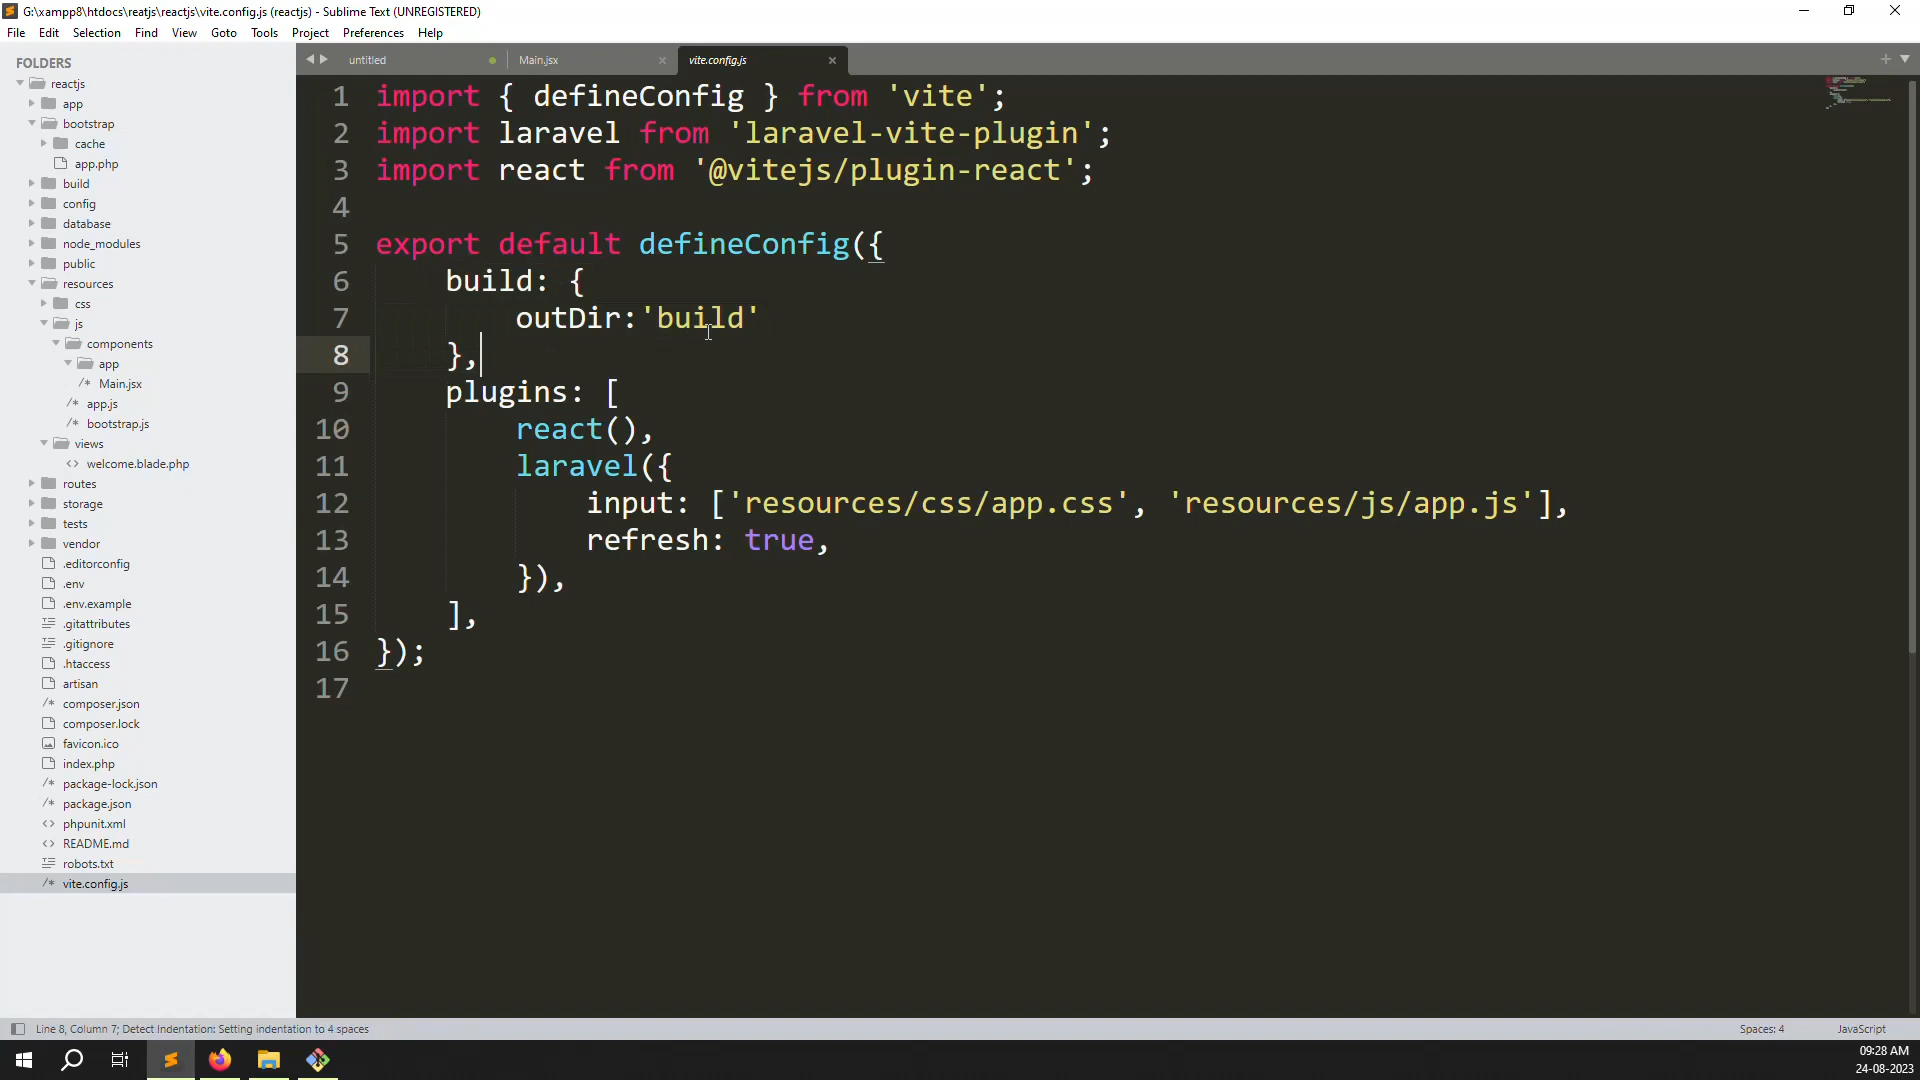 G:\xampp8\htdocs\reatjs\reactjs\vite.config.js (reactjs) - Sublime Text (UNREGISTERED)
File Edit Selection Find View Goto Tools Project Preferences Help
FOLDERS
reactjs
app
bootstrap
cache
app.php
build
config
database
node_modules
public
resources
css
js
components
app
/* Main.jsx
/* app.js
/* bootstrap.js
views
<> welcome.blade.php
routes
storage
tests
vendor
.editorconfig
.env
.env.example
.gitattributes
.gitignore
.htaccess
artisan
/* composer.json
composer.lock
favicon.ico
index.php
/* package-lock.json
/* package.json
<> phpunit.xml
<> README.md
robots.txt
/* vite.config.js
untitled Main.jsx vite.config.js
1 import { defineConfig } from 'vite';
2 import laravel from 'laravel-vite-plugin';
3 import react from '@vitejs/plugin-react';
4
5 export default defineConfig({
6 build: {
7 outDir:'build'
8 },
9 plugins: [
10 react(),
11 laravel({
12 input: ['resources/css/app.css', 'resources/js/app.js'],
13 refresh: true,
14 }),
15 ],
16 });
17
Line 8, Column 7; Detect Indentation: Setting indentation to 4 spaces Spaces: 4 JavaScript
09:28 AM
24-08-2023